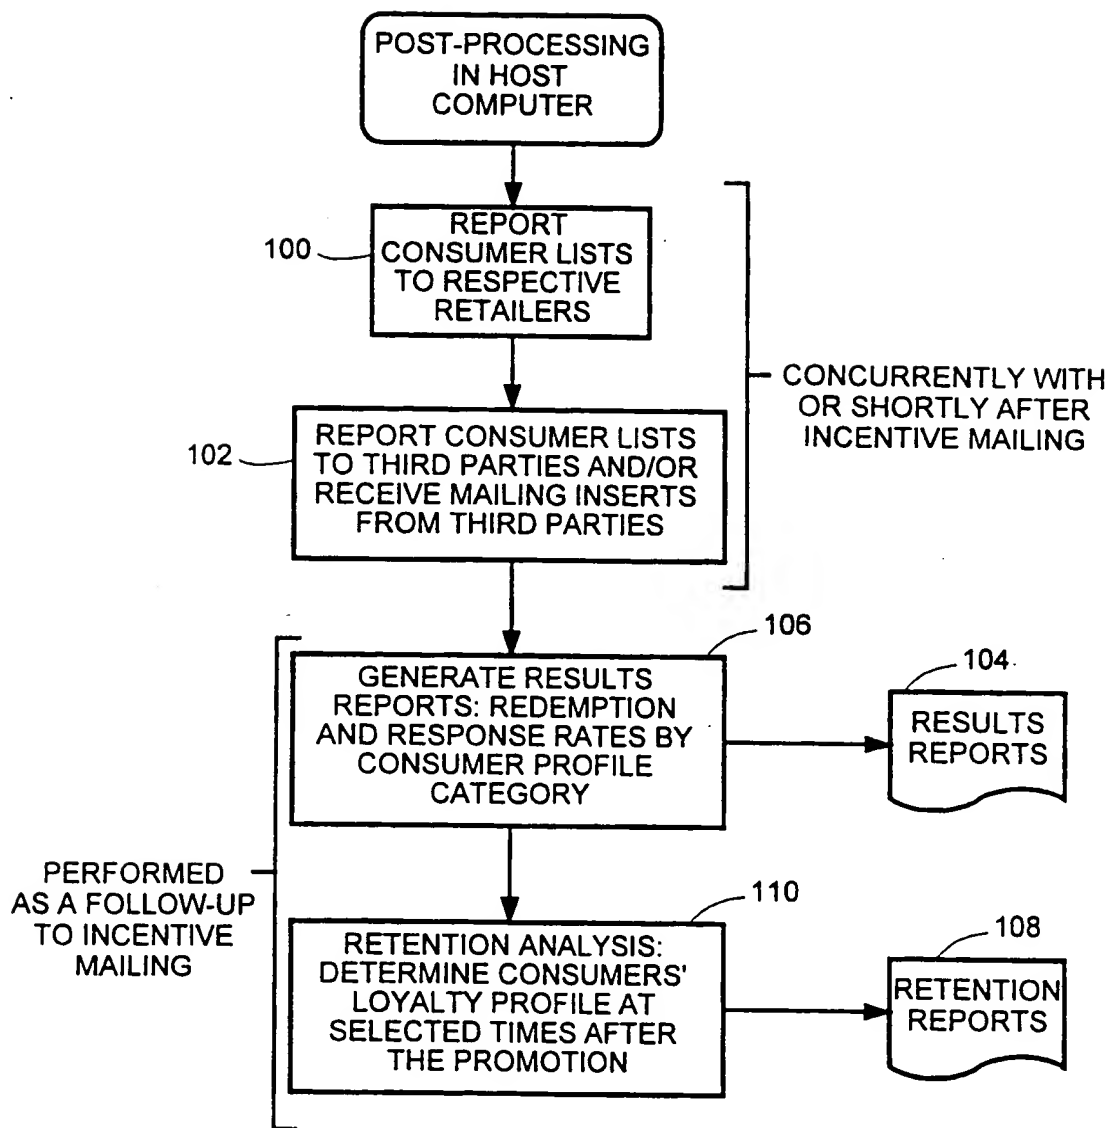 POST-PROCESSING
IN HOST
COMPUTER
100
REPORT
CONSUMER LISTS
TO RESPECTIVE
RETAILERS
CONCURRENTLY WITH
OR SHORTLY AFTER
INCENTIVE MAILING
102
REPORT CONSUMER LISTS
TO THIRD PARTIES AND/OR
RECEIVE MAILING INSERTS
FROM THIRD PARTIES
106
GENERATE RESULTS
REPORTS: REDEMPTION
AND RESPONSE RATES BY
CONSUMER PROFILE
CATEGORY
104
RESULTS
REPORTS
PERFORMED
AS A FOLLOW-UP
TO INCENTIVE
MAILING
110
RETENTION ANALYSIS:
DETERMINE CONSUMERS'
LOYALTY PROFILE AT
SELECTED TIMES AFTER
THE PROMOTION
108
RETENTION
REPORTS